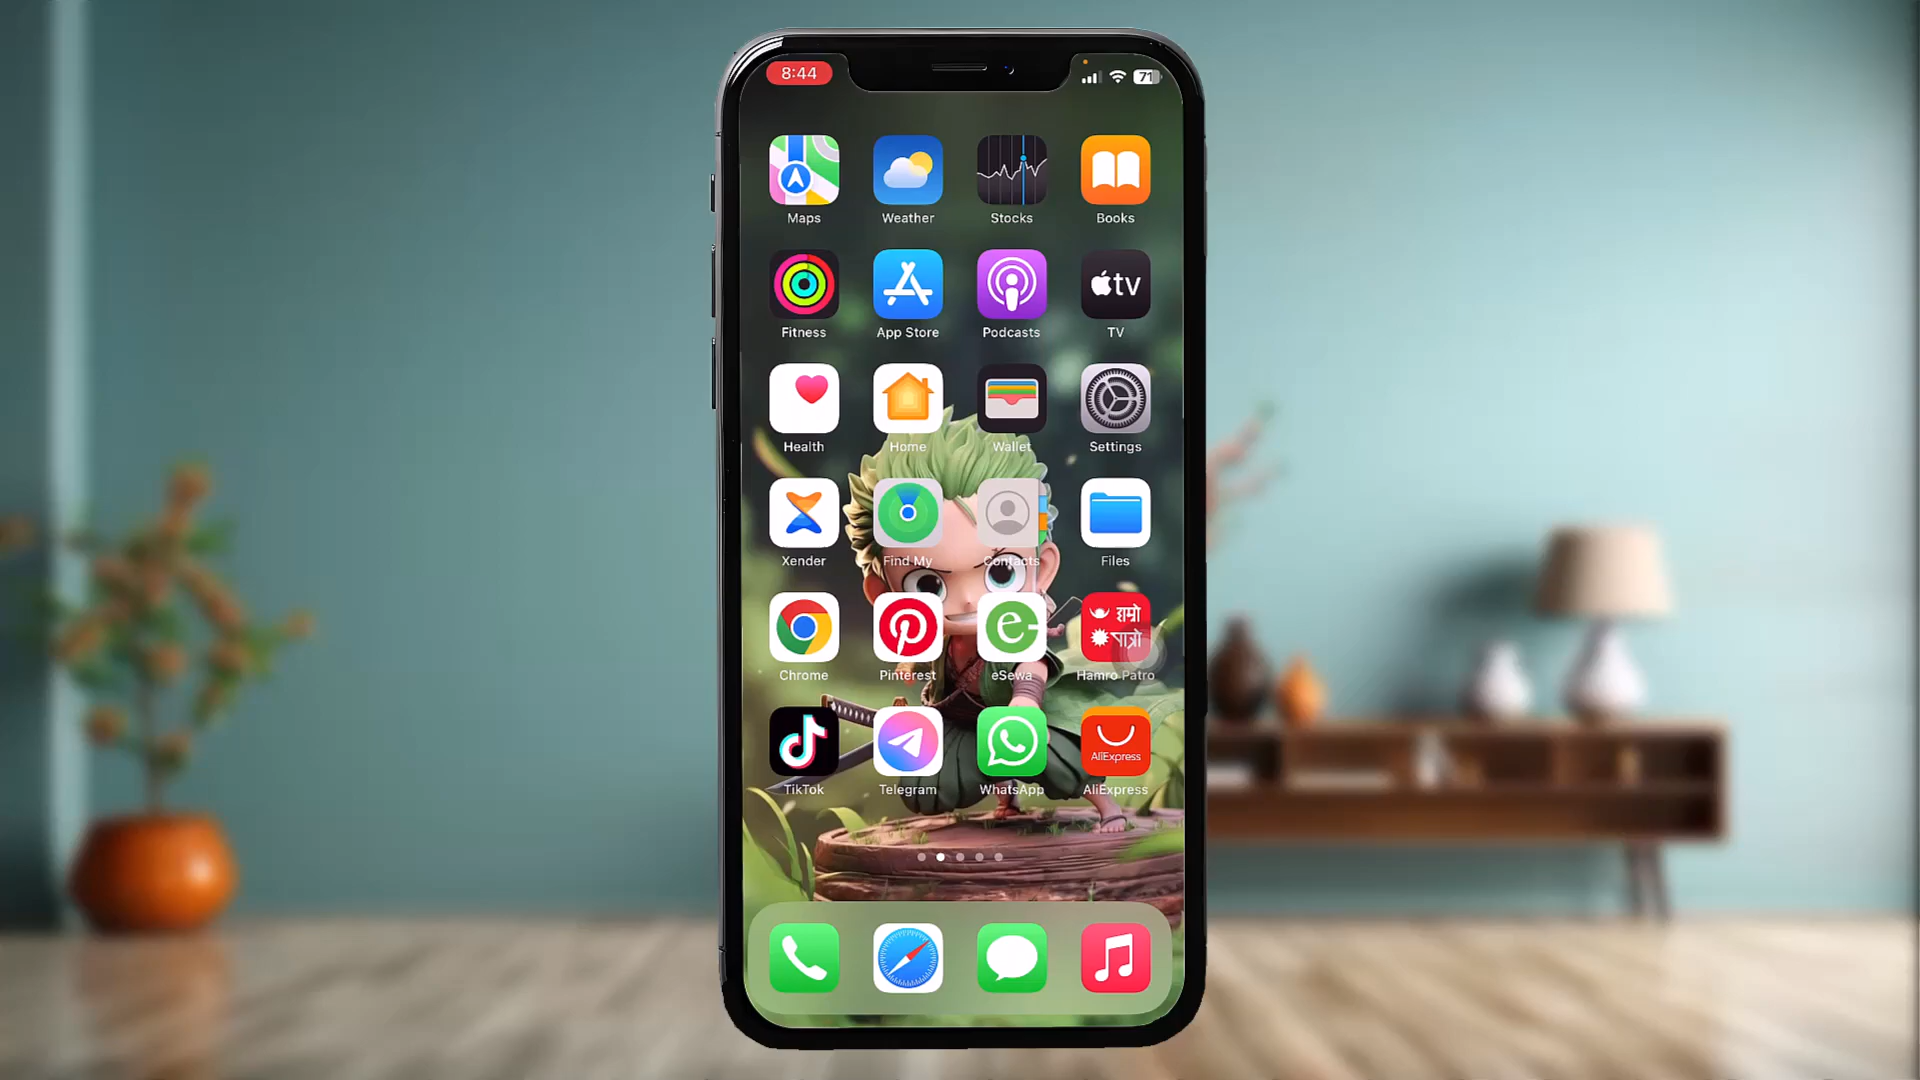 8:44
71
Maps Weather Stocks Books
tv
Fitness App Store Podcasts TV
Health Home Wallet Settings
Xender Find My Contacts Files
e
हाम्रो
पात्रो
Chrome Pinterest eSewa Hamro Patro
AliExpress
TikTok Telegram WhatsApp AliExpress